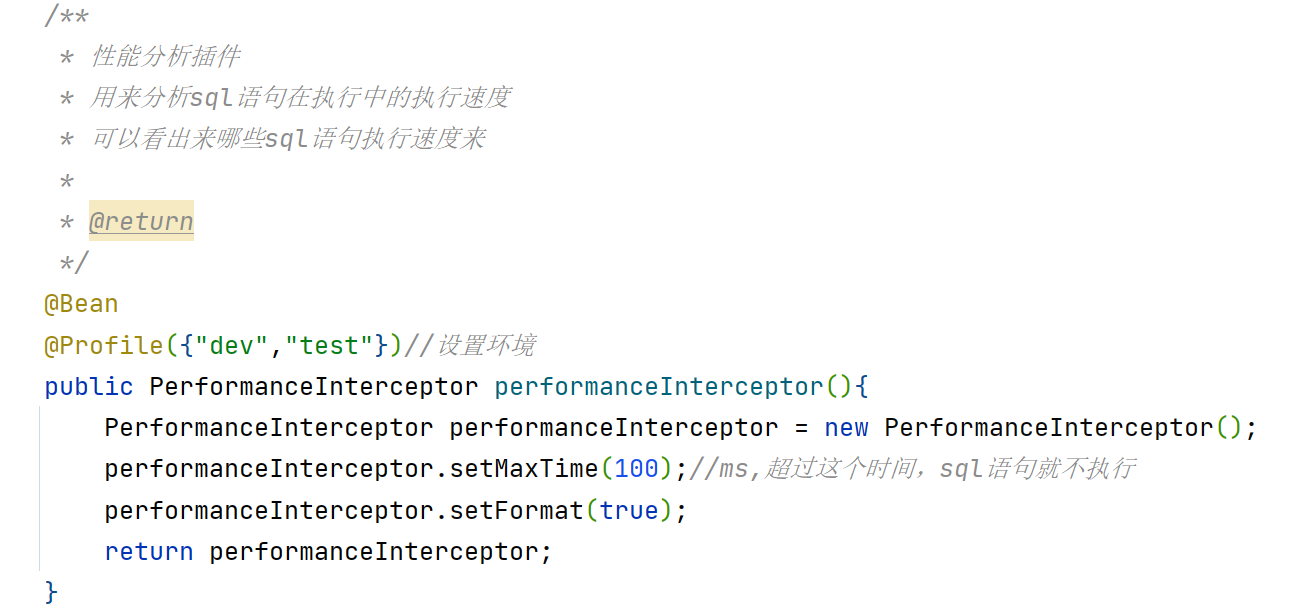 /**
 * 性能分析插件
 * 用来分析sql语句在执行中的执行速度
 * 可以看出来哪些sql语句执行速度来
 *
 * @return
 */
@Bean
@Profile({"dev","test"})//设置环境
public PerformanceInterceptor performanceInterceptor(){
    PerformanceInterceptor performanceInterceptor = new PerformanceInterceptor();
    performanceInterceptor.setMaxTime(100);//ms,超过这个时间，sql语句就不执行
    performanceInterceptor.setFormat(true);
    return performanceInterceptor;
}